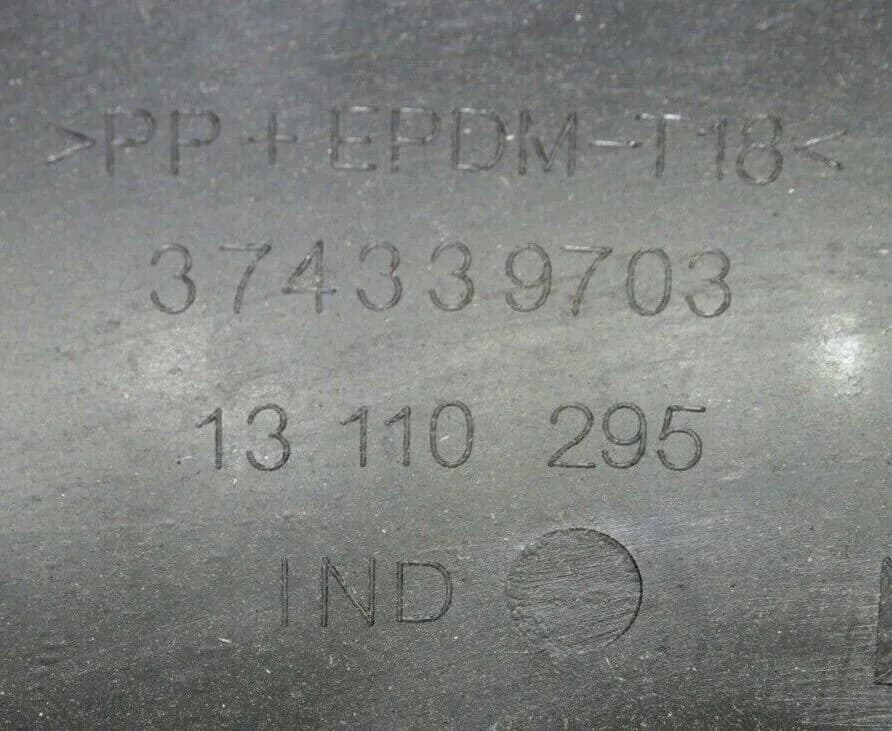 >PP+EPDM-T18<
374339703
13 110 295
IND